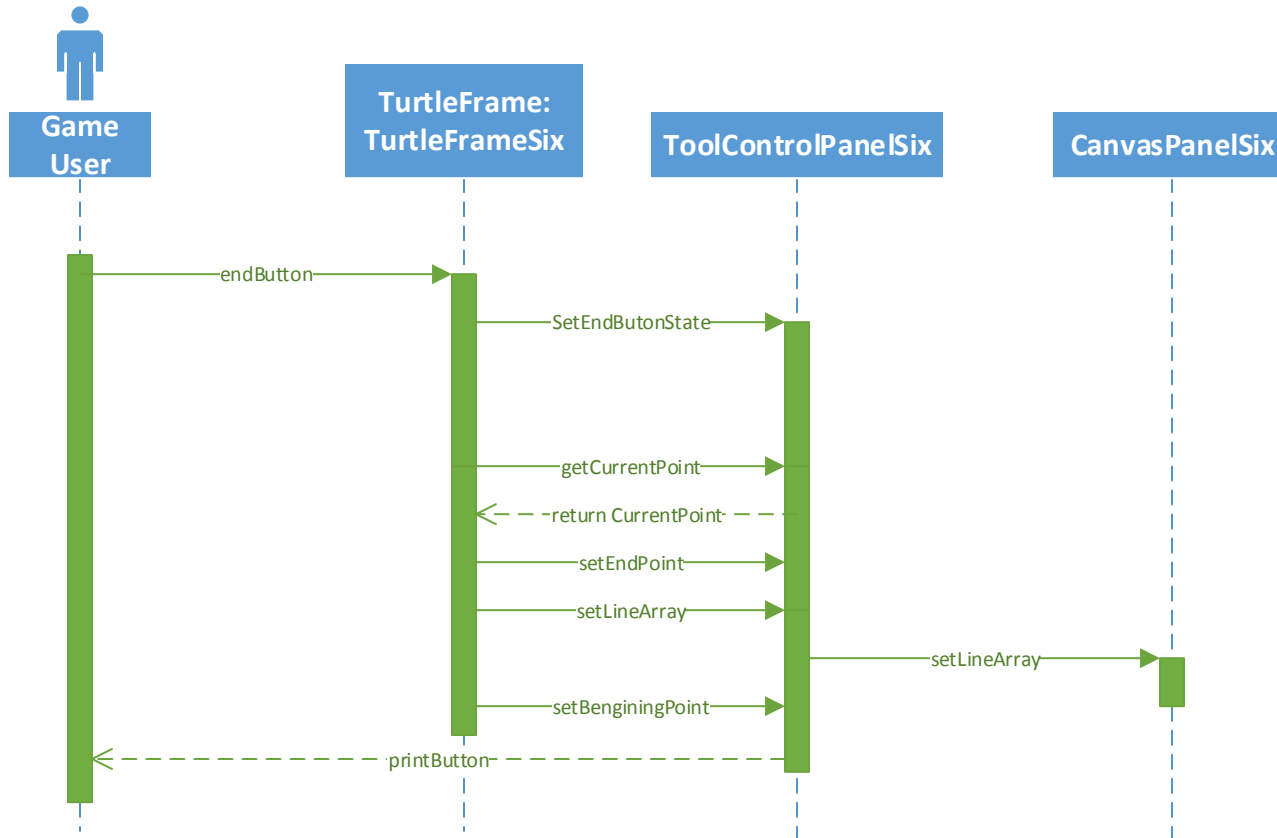 Game
User
TurtleFrame:
TurtleFrameSix
ToolControlPanelSix
CanvasPanelSix
endButton
SetEndButonState
getCurrentPoint
return CurrentPoint
setEndPoint
setLineArray
setLineArray
setBenginingPoint
printButton